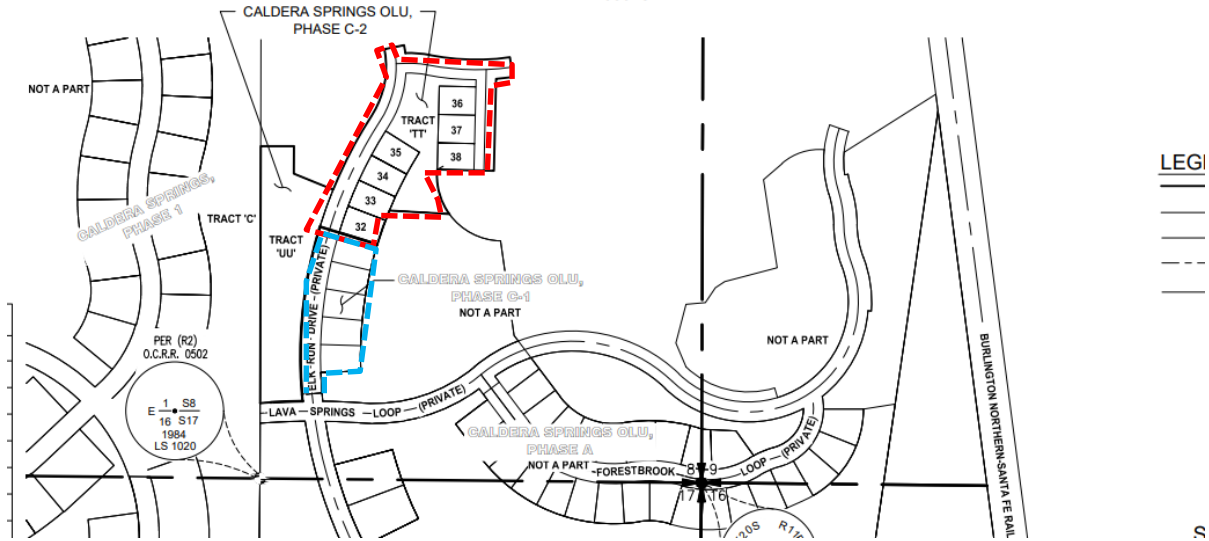 CALDERA SPRINGS OLU,
PHASE C-2
NOT A PART
36
37
38
TRACT
'TT'
35
34
33
32
CALDERA SPRINGS,
PHASE 1
TRACT 'C'
TRACT
'UU'
ELK RUN DRIVE (PRIVATE)
CALDERA SPRINGS OLU,
PHASE C-1
NOT A PART
NOT A PART
BURLINGTON NORTHERN-SANTA FE RAIL
PER (R2)
O.C.R.R. 0502
E 1 S8
16 S17
1984
LS 1020
LAVA SPRINGS LOOP (PRIVATE)
CALDERA SPRINGS OLU,
PHASE A
NOT A PART
FORESTBROOK LOOP (PRIVATE)
8 9
17 16